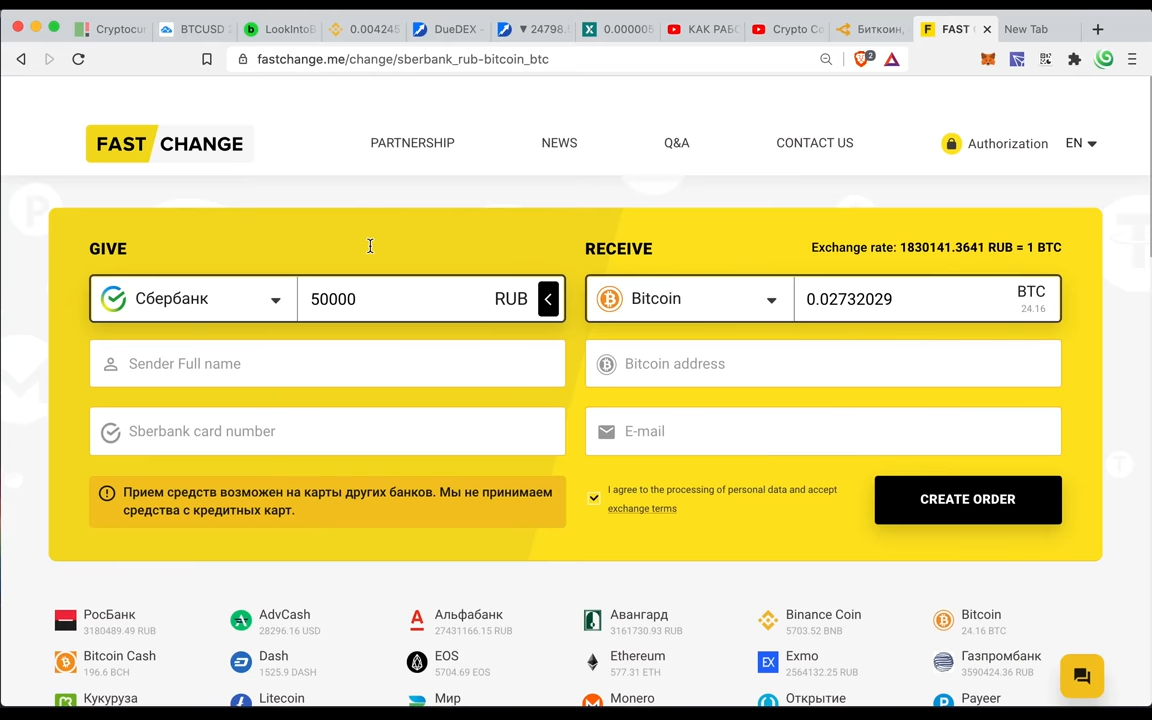 Cryptocur
BTCUSD 2
LookIntoB
0.004245
DueDEX -
▼ 24798.5
0.000005
КАК РАБО
Crypto Co
Биткоин,
FAST C
New Tab
fastchange.me/change/sberbank_rub-bitcoin_btc
2
FAST CHANGE
PARTNERSHIP
NEWS
Q&A
CONTACT US
Authorization
EN
GIVE
RECEIVE
Exchange rate: 1830141.3641 RUB = 1 BTC
Сбербанк
50000
RUB
Bitcoin
0.02732029
BTC
24.16
Sender Full name
Bitcoin address
Sberbank card number
E-mail
Прием средств возможен на карты других банков. Мы не принимаем
средства с кредитных карт.
I agree to the processing of personal data and accept
exchange terms
CREATE ORDER
РосБанк
3180489.49 RUB
AdvCash
28296.16 USD
Альфабанк
27431166.15 RUB
Авангард
3161730.93 RUB
Binance Coin
5703.52 BNB
Bitcoin
24.16 BTC
Bitcoin Cash
196.6 BCH
Dash
1525.9 DASH
EOS
5704.69 EOS
Ethereum
577.31 ETH
Exmo
2564132.25 RUB
Газпромбанк
3590424.36 RUB
Кукуруза
Litecoin
Мир
Monero
Открытие
Payeer